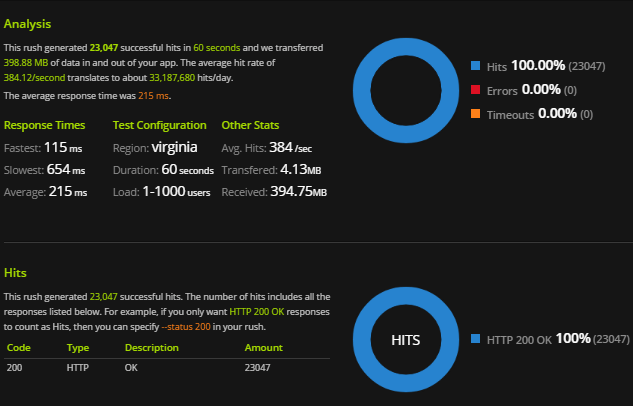 Analysis
This rush generated 23,047 successful hits in 60 seconds and we transferred
398.88 MB of data in and out of your app. The average hit rate of
384.12/second translates to about 33,187,680 hits/day.
The average response time was 215 ms.
Response Times
Fastest: 115 ms
Slowest: 654 ms
Average: 215 ms
Test Configuration
Region: virginia
Duration: 60 seconds
Load: 1-1000 users
Other Stats
Avg. Hits: 384 /sec
Transfered: 4.13MB
Received: 394.75MB
Hits 100.00% (23047)
Errors 0.00% (0)
Timeouts 0.00% (0)
Hits
This rush generated 23,047 successful hits. The number of hits includes all the
responses listed below. For example, if you only want HTTP 200 OK responses
to count as Hits, then you can specify --status 200 in your rush.
Code Type Description Amount
200 HTTP OK 23047
HITS
HTTP 200 OK 100% (23047)